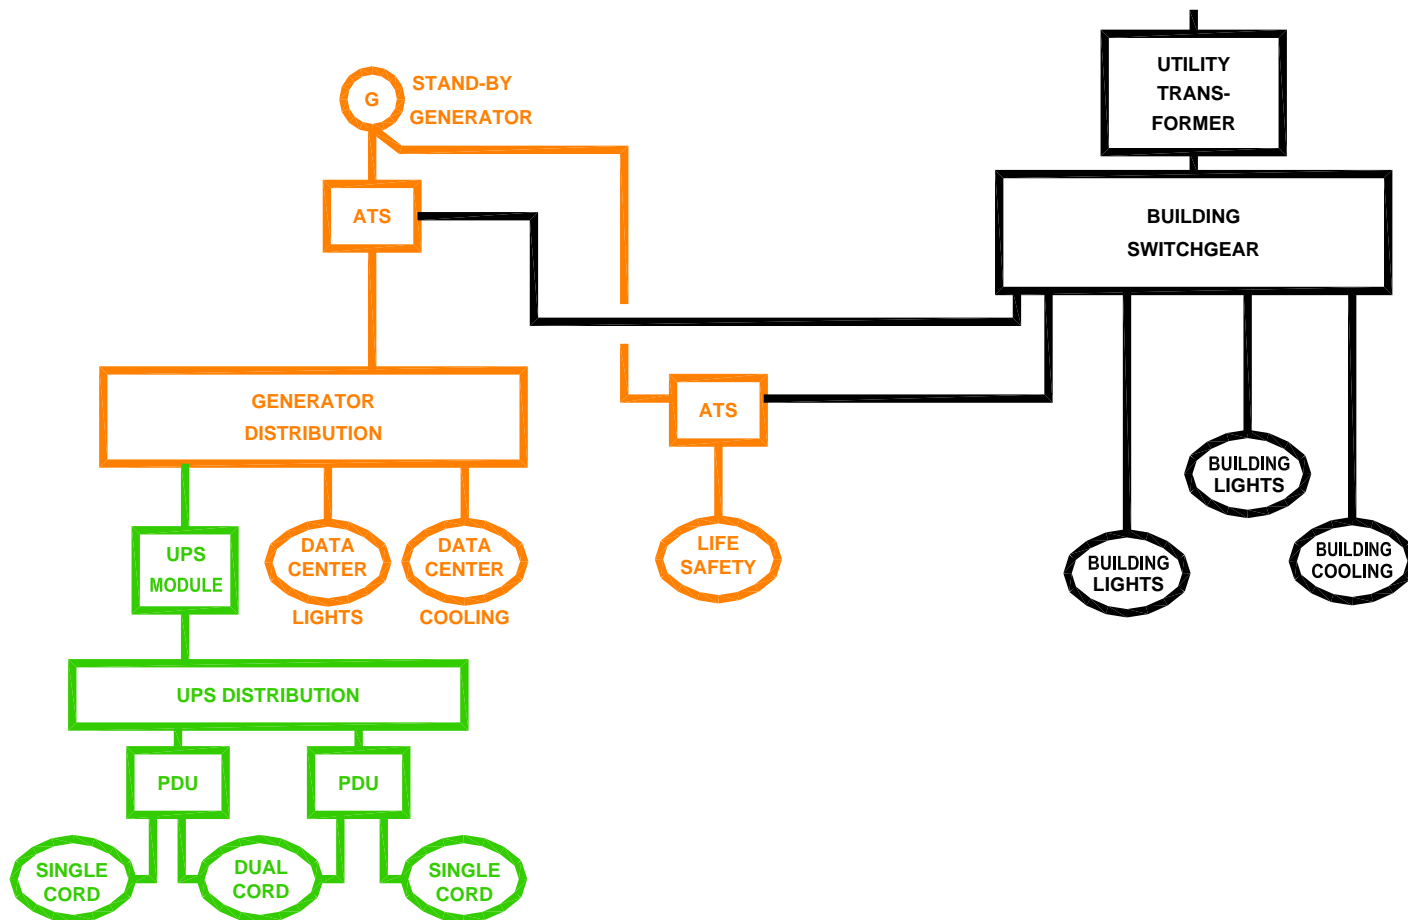 UTILITY
TRANS-
FORMER
STAND-BY
GENERATOR
G
ATS
BUILDING
SWITCHGEAR
GENERATOR
DISTRIBUTION
ATS
BUILDING
LIGHTS
UPS
MODULE
DATA
CENTER
LIGHTS
DATA
CENTER
COOLING
LIFE
SAFETY
BUILDING
LIGHTS
BUILDING
COOLING
UPS DISTRIBUTION
PDU
PDU
SINGLE
CORD
DUAL
CORD
SINGLE
CORD